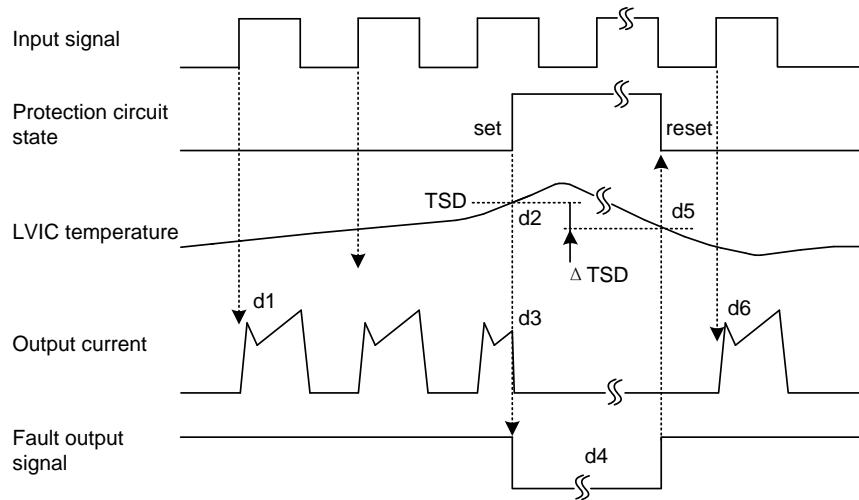 Input signal
Protection circuit
state
set
reset
TSD
d2
d5
LVIC temperature
Δ TSD
d1
d3
d6
Output current
Fault output
signal
d4